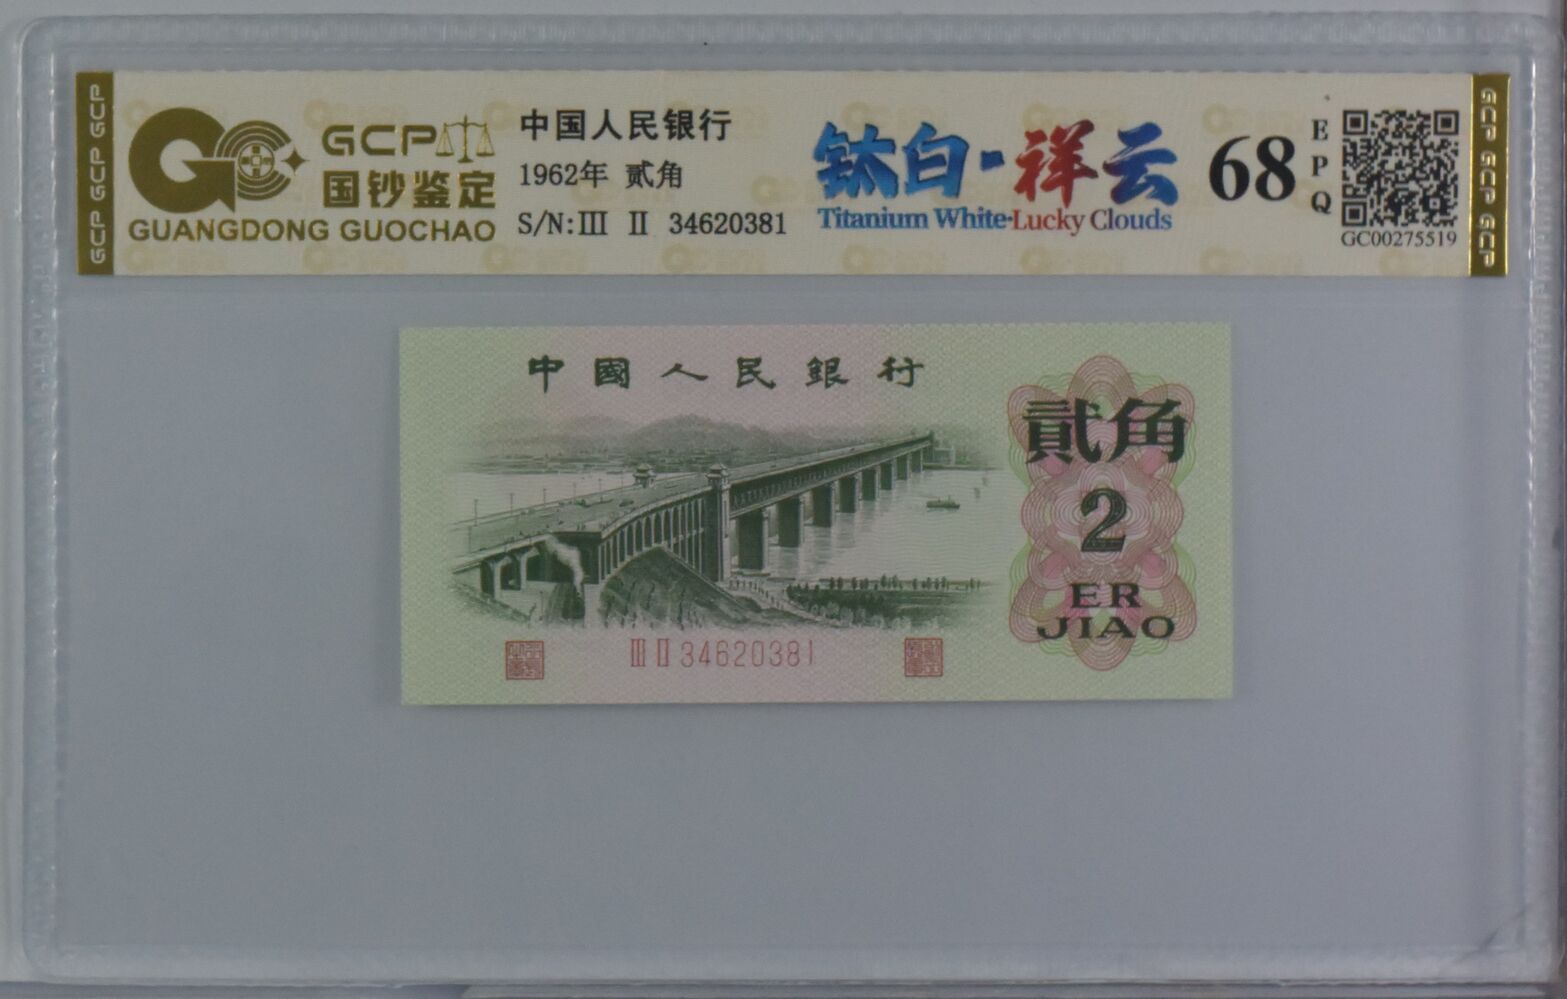 GCP GCP GCP
GCP
国钞鉴定
GUANGDONG GUOCHAO
中国人民银行
1962年 贰角
S/N:III II 34620381
钛白·祥云
Titanium White·Lucky Clouds
68
EPQ
GC00275519
GCP GCP GCP
中國人民銀行
貳角
2
ER
JIAO
III II 34620381